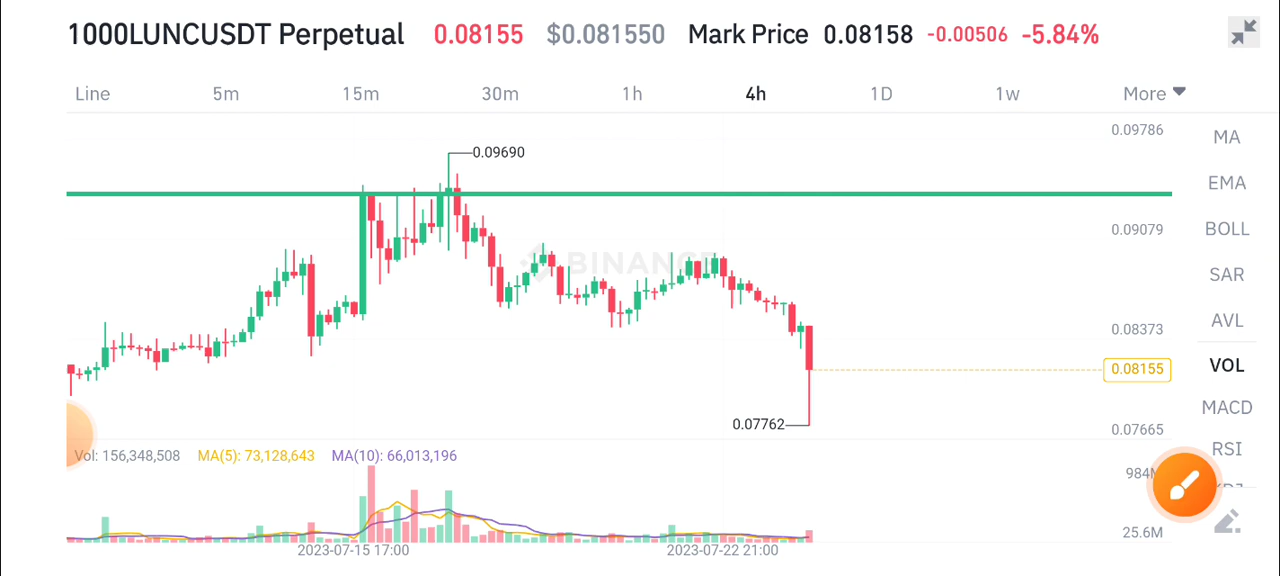 1000LUNCUSDT Perpetual 0.08155 $0.081550 Mark Price 0.08158 -0.00506 -5.84%
Line 5m 15m 30m 1h 4h 1D 1w More
0.09786
MA
0.09690
EMA
0.09079
BOLL
BINANCE
SAR
0.08373
AVL
0.08155
VOL
MACD
0.07762
0.07665
RSI
Vol: 156,348,508 MA(5): 73,128,643 MA(10): 66,013,196
984M
25.6M
2023-07-15 17:00 2023-07-22 21:00